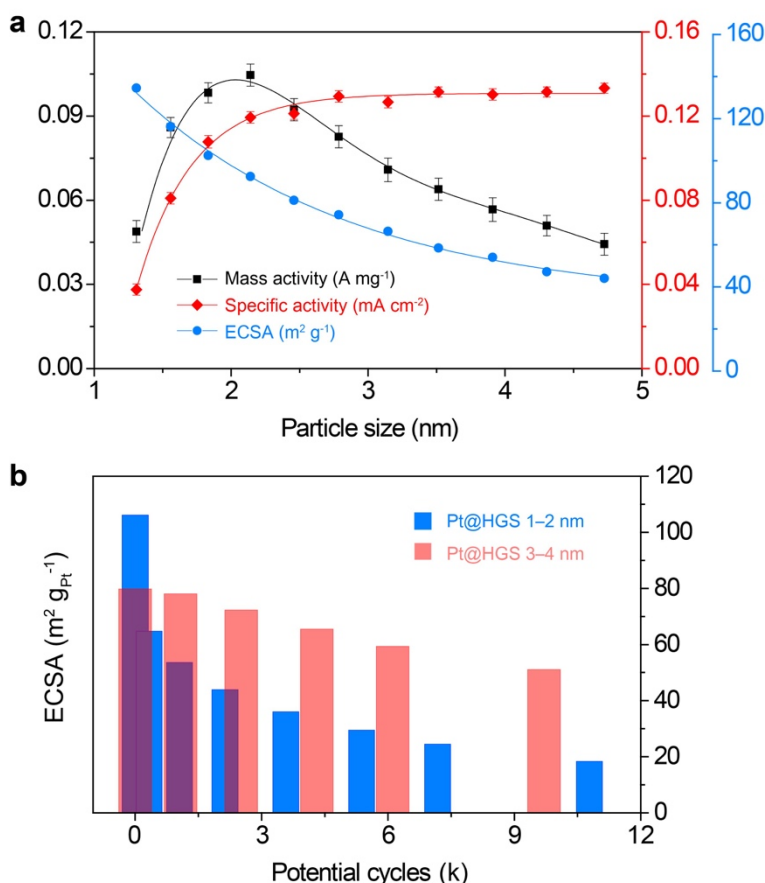 a
0.12
0.09
0.06
0.03
0.00
0.16
0.12
0.08
0.04
0.00
160
120
80
40
0
Mass activity (A mg⁻¹)
Specific activity (mA cm⁻²)
ECSA (m² g⁻¹)
1 2 3 4 5
Particle size (nm)
b
ECSA (m² g_Pt⁻¹)
Pt@HGS 1–2 nm
Pt@HGS 3–4 nm
120
100
80
60
40
20
0
0 3 6 9 12
Potential cycles (k)